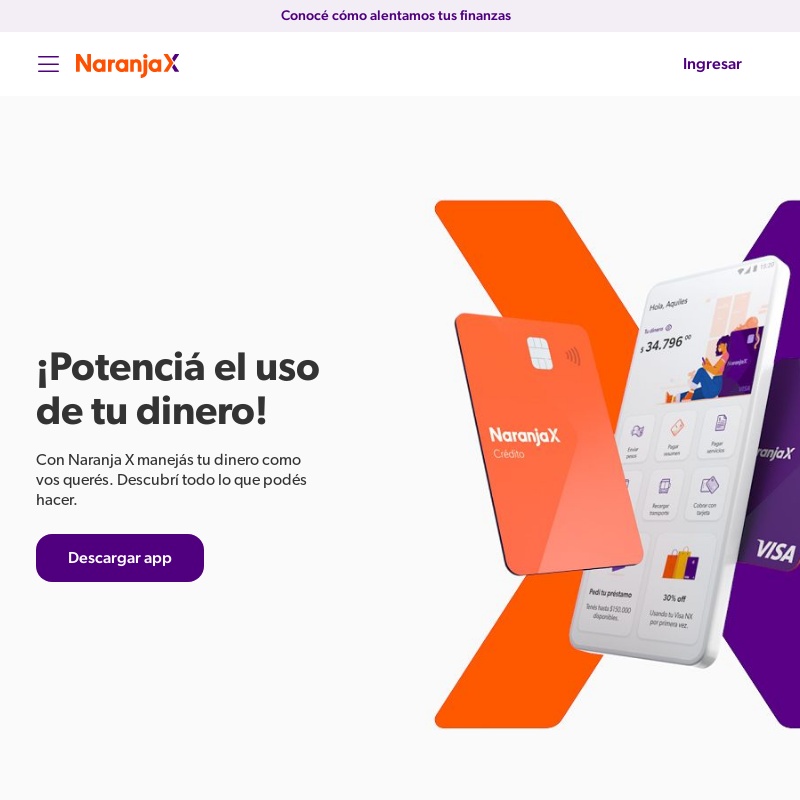 Conocé cómo alentamos tus finanzas
NaranjaX
Ingresar
¡Potenciá el uso
de tu dinero!
Con Naranja X manejás tu dinero como
vos querés. Descubrí todo lo que podés
hacer.
Descargar app
NaranjaX
Crédito
Hola, Aquiles
Tu dinero
$ 34.796 00
NaranjaX
VISA
Enviar
pesos
Pagar
resumen
Pagar
servicios
Recargar
transporte
Cobrar con
tarjeta
Pedí tu préstamo
Tenés hasta $150.000
disponibles.
30% off
Usando tu Visa NX
por primera vez.
ranjaX
VISA